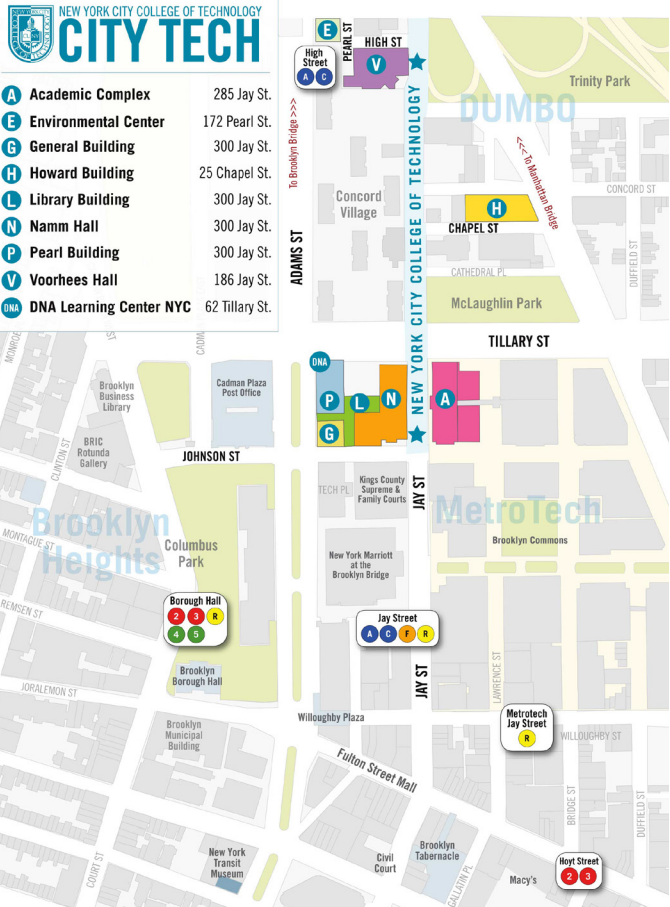 NEW YORK CITY COLLEGE OF TECHNOLOGY
CITY TECH
A Academic Complex 285 Jay St.
E Environmental Center 172 Pearl St.
G General Building 300 Jay St.
H Howard Building 25 Chapel St.
L Library Building 300 Jay St.
N Namm Hall 300 Jay St.
P Pearl Building 300 Jay St.
V Voorhees Hall 186 Jay St.
DNA DNA Learning Center NYC 62 Tillary St.
E
PEARL ST
HIGH ST
High
Street
A C
V
Trinity Park
DUMBO
To Brooklyn Bridge >>>
>>> To Manhattan Bridge
NEW YORK CITY COLLEGE OF TECHNOLOGY
CONCORD ST
Concord
Village
H
CHAPEL ST
ADAMS ST
CATHEDRAL PL
DUFFIELD ST
McLaughlin Park
TILLARY ST
MONROE
ST
CADM
DNA
P
L
N
G
A
Brooklyn
Business
Library
Cadman Plaza
Post Office
BRIC
Rotunda
Gallery
CLINTON ST
JOHNSON ST
TECH PL
Kings County
Supreme &
Family Courts
JAY ST
MetroTech
Brooklyn
Heights
MONTAGUE ST
Columbus
Park
Brooklyn Commons
New York Marriott
at the
Brooklyn Bridge
REMSEN ST
Borough Hall
2 3 R
4 5
Jay Street
A C F R
Brooklyn
Borough Hall
JAY ST
LAWRENCE ST
JORALEMON ST
Willoughby Plaza
Metrotech
Jay Street
R
WILLOUGHBY ST
Brooklyn
Municipal
Building
Fulton Street Mall
BRIDGE ST
DUFFIELD ST
New York
Transit
Museum
COURT ST
Civil
Court
Brooklyn
Tabernacle
GALLATIN PL
Macy's
Hoyt Street
2 3